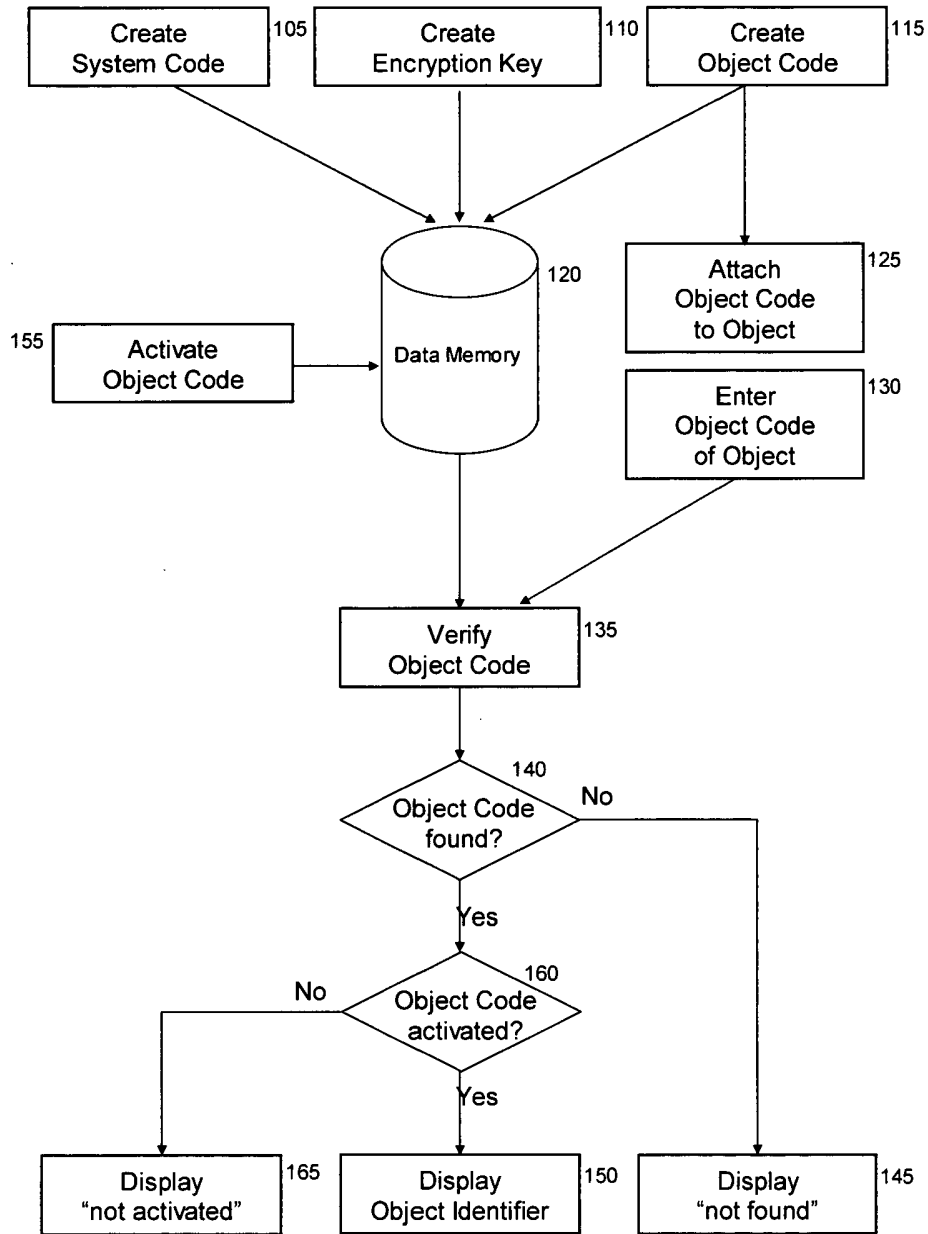 Create
System Code
105
Create
Encryption Key
110
Create
Object Code
115
120
Data Memory
Attach
Object Code
to Object
125
155
Activate
Object Code
Enter
Object Code
of Object
130
Verify
Object Code
135
140
Object Code
found?
No
Yes
160
Object Code
activated?
No
Yes
Display
"not activated"
165
Display
Object Identifier
150
Display
"not found"
145